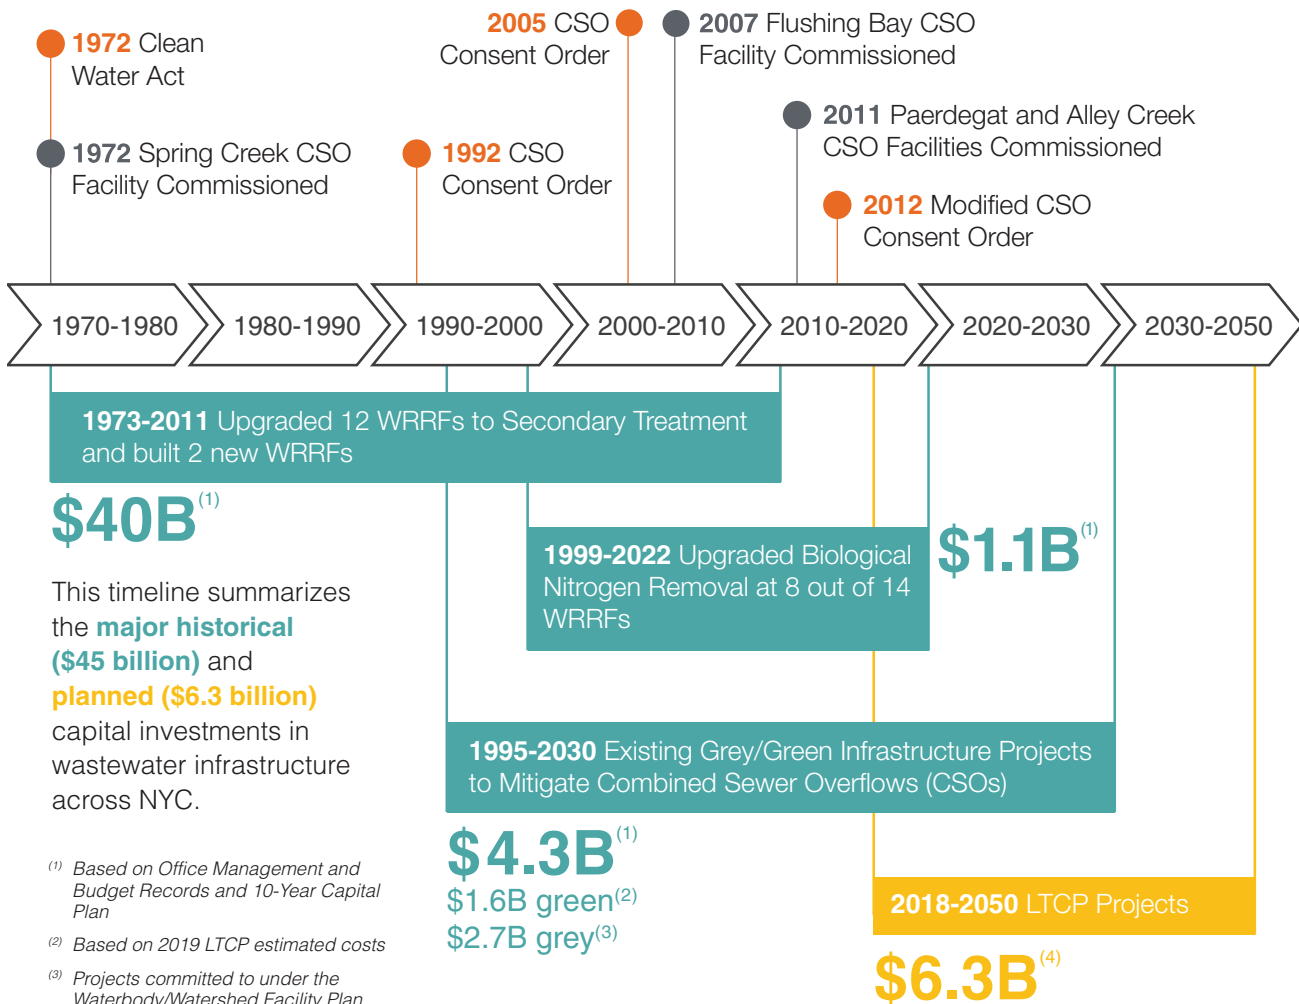 1972 Clean
Water Act
1972 Spring Creek CSO
Facility Commissioned
1992 CSO
Consent Order
2005 CSO
Consent Order
2007 Flushing Bay CSO
Facility Commissioned
2011 Paerdegat and Alley Creek
CSO Facilities Commissioned
2012 Modified CSO
Consent Order
1970-1980
1980-1990
1990-2000
2000-2010
2010-2020
2020-2030
2030-2050
1973-2011 Upgraded 12 WRRFs to Secondary Treatment
and built 2 new WRRFs
$40B(1)
1999-2022 Upgraded Biological
Nitrogen Removal at 8 out of 14
WRRFs
$1.1B(1)
This timeline summarizes
the major historical
($45 billion) and
planned ($6.3 billion)
capital investments in
wastewater infrastructure
across NYC.
1995-2030 Existing Grey/Green Infrastructure Projects
to Mitigate Combined Sewer Overflows (CSOs)
$4.3B(1)
$1.6B green(2)
$2.7B grey(3)
2018-2050 LTCP Projects
$6.3B(4)
(1) Based on Office Management and
Budget Records and 10-Year Capital
Plan
(2) Based on 2019 LTCP estimated costs
(3) Projects committed to under the
Waterbody/Watershed Facility Plan